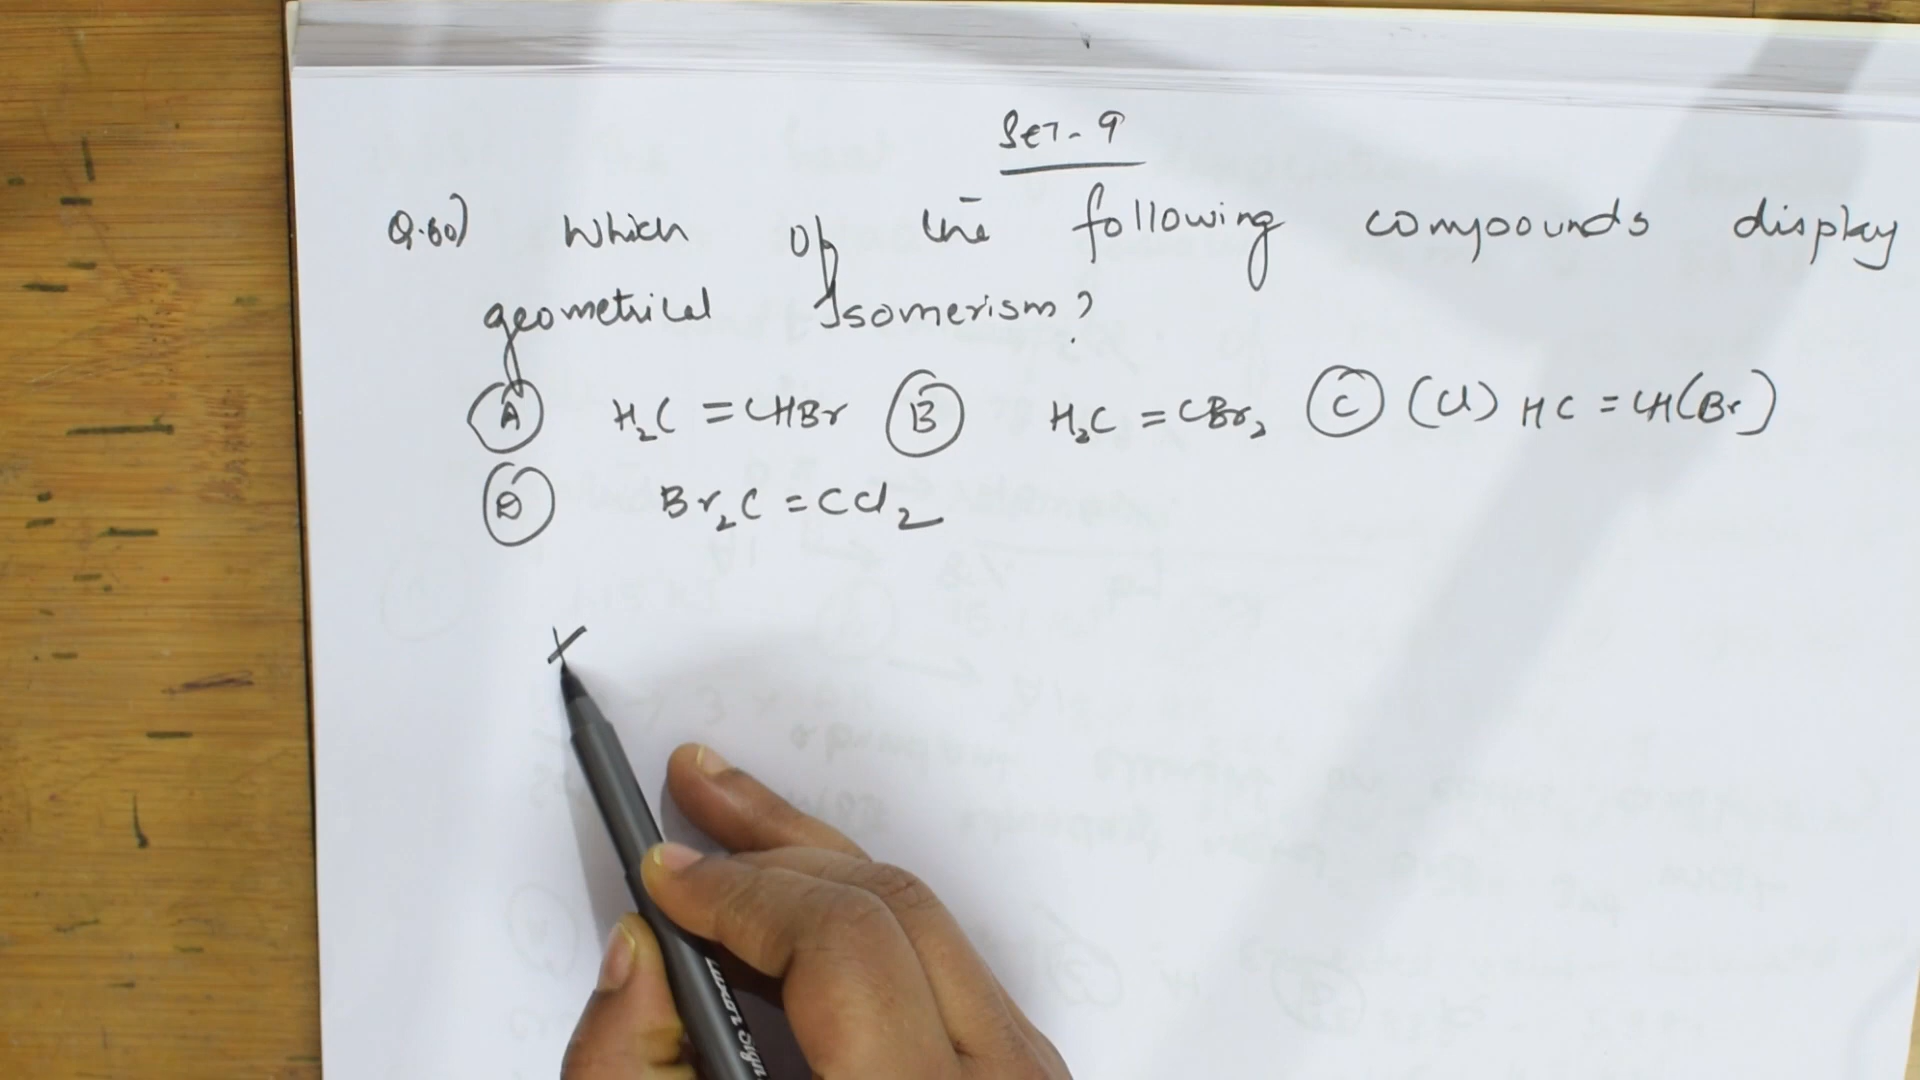 Set-9
Q.60) Which of the following compounds display
geometrical Isomerism?
(A) H₂C = CHBr (B) H₂C = CBr₂ (C) (Cl) HC = CH(Br)
(D) Br₂C = CCl₂
X